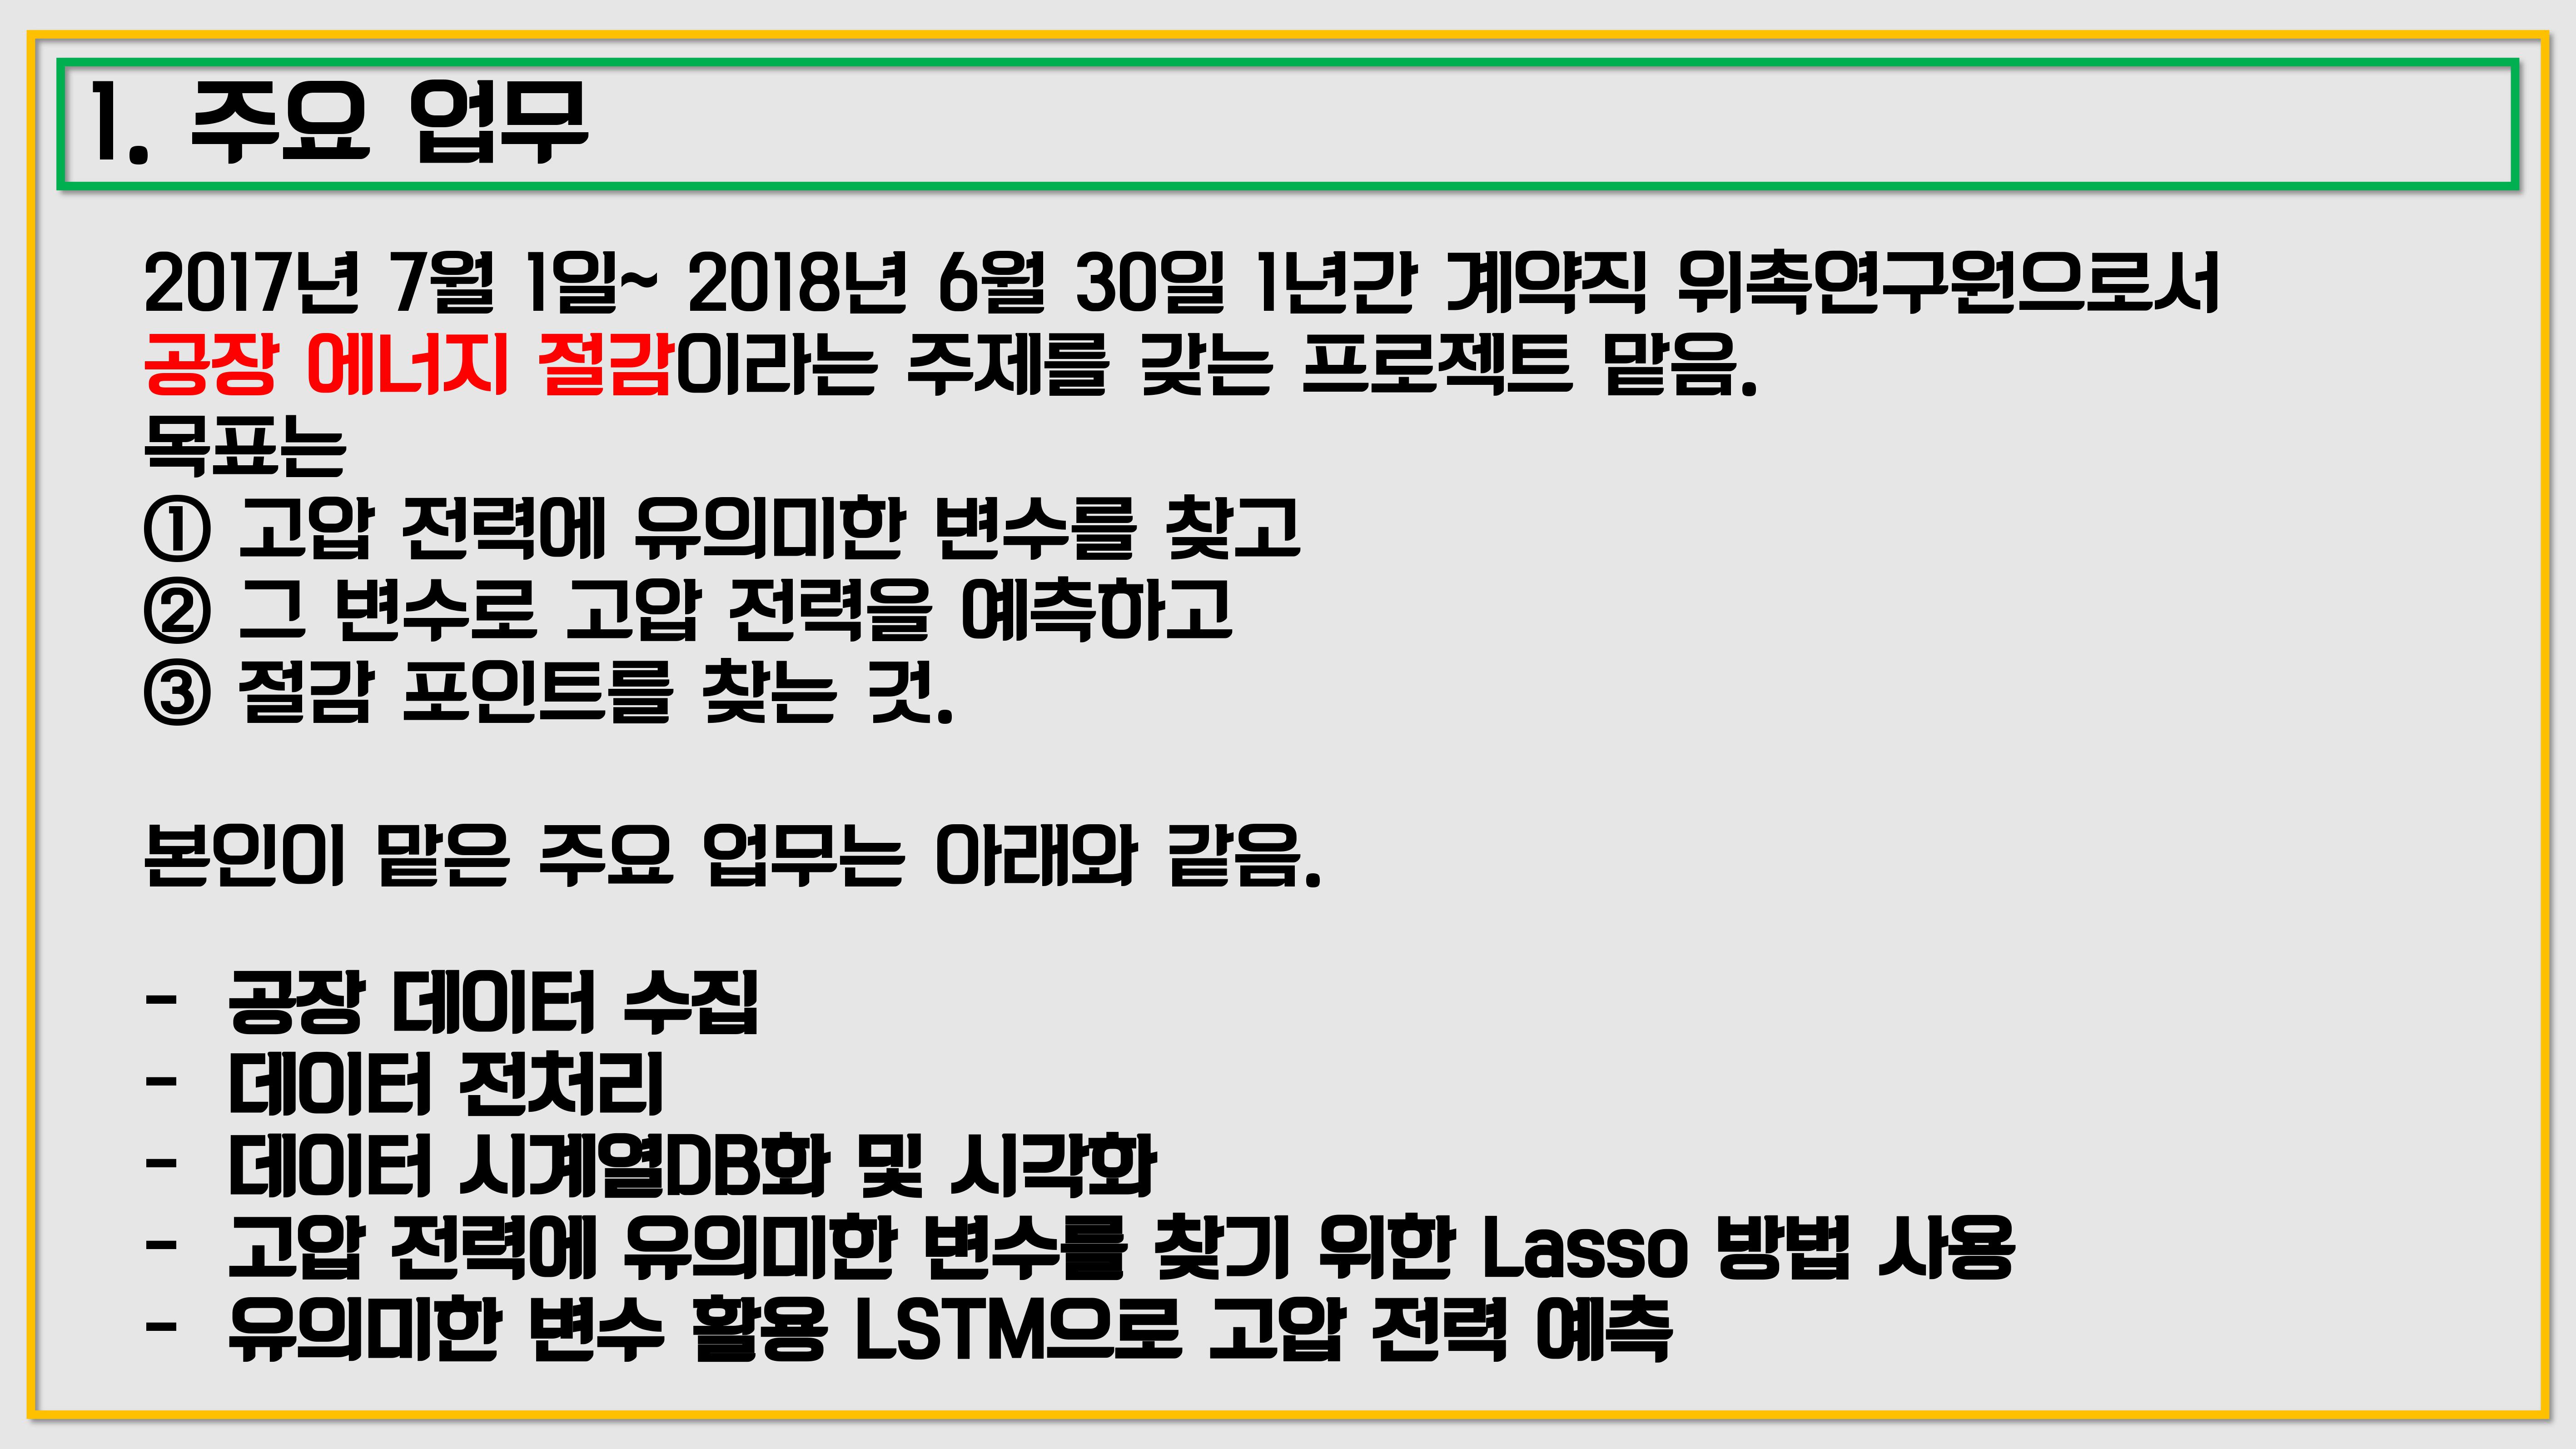 1. 주요 업무
2017년 7월 1일~ 2018년 6월 30일 1년간 계약직 위촉연구원으로서
공장 에너지 절감이라는 주제를 갖는 프로젝트 맡음.
목표는
① 고압 전력에 유의미한 변수를 찾고
② 그 변수로 고압 전력을 예측하고
③ 절감 포인트를 찾는 것.
본인이 맡은 주요 업무는 아래와 같음.
- 공장 데이터 수집
- 데이터 전처리
- 데이터 시계열DB화 및 시각화
- 고압 전력에 유의미한 변수를 찾기 위한 Lasso 방법 사용
- 유의미한 변수 활용 LSTM으로 고압 전력 예측